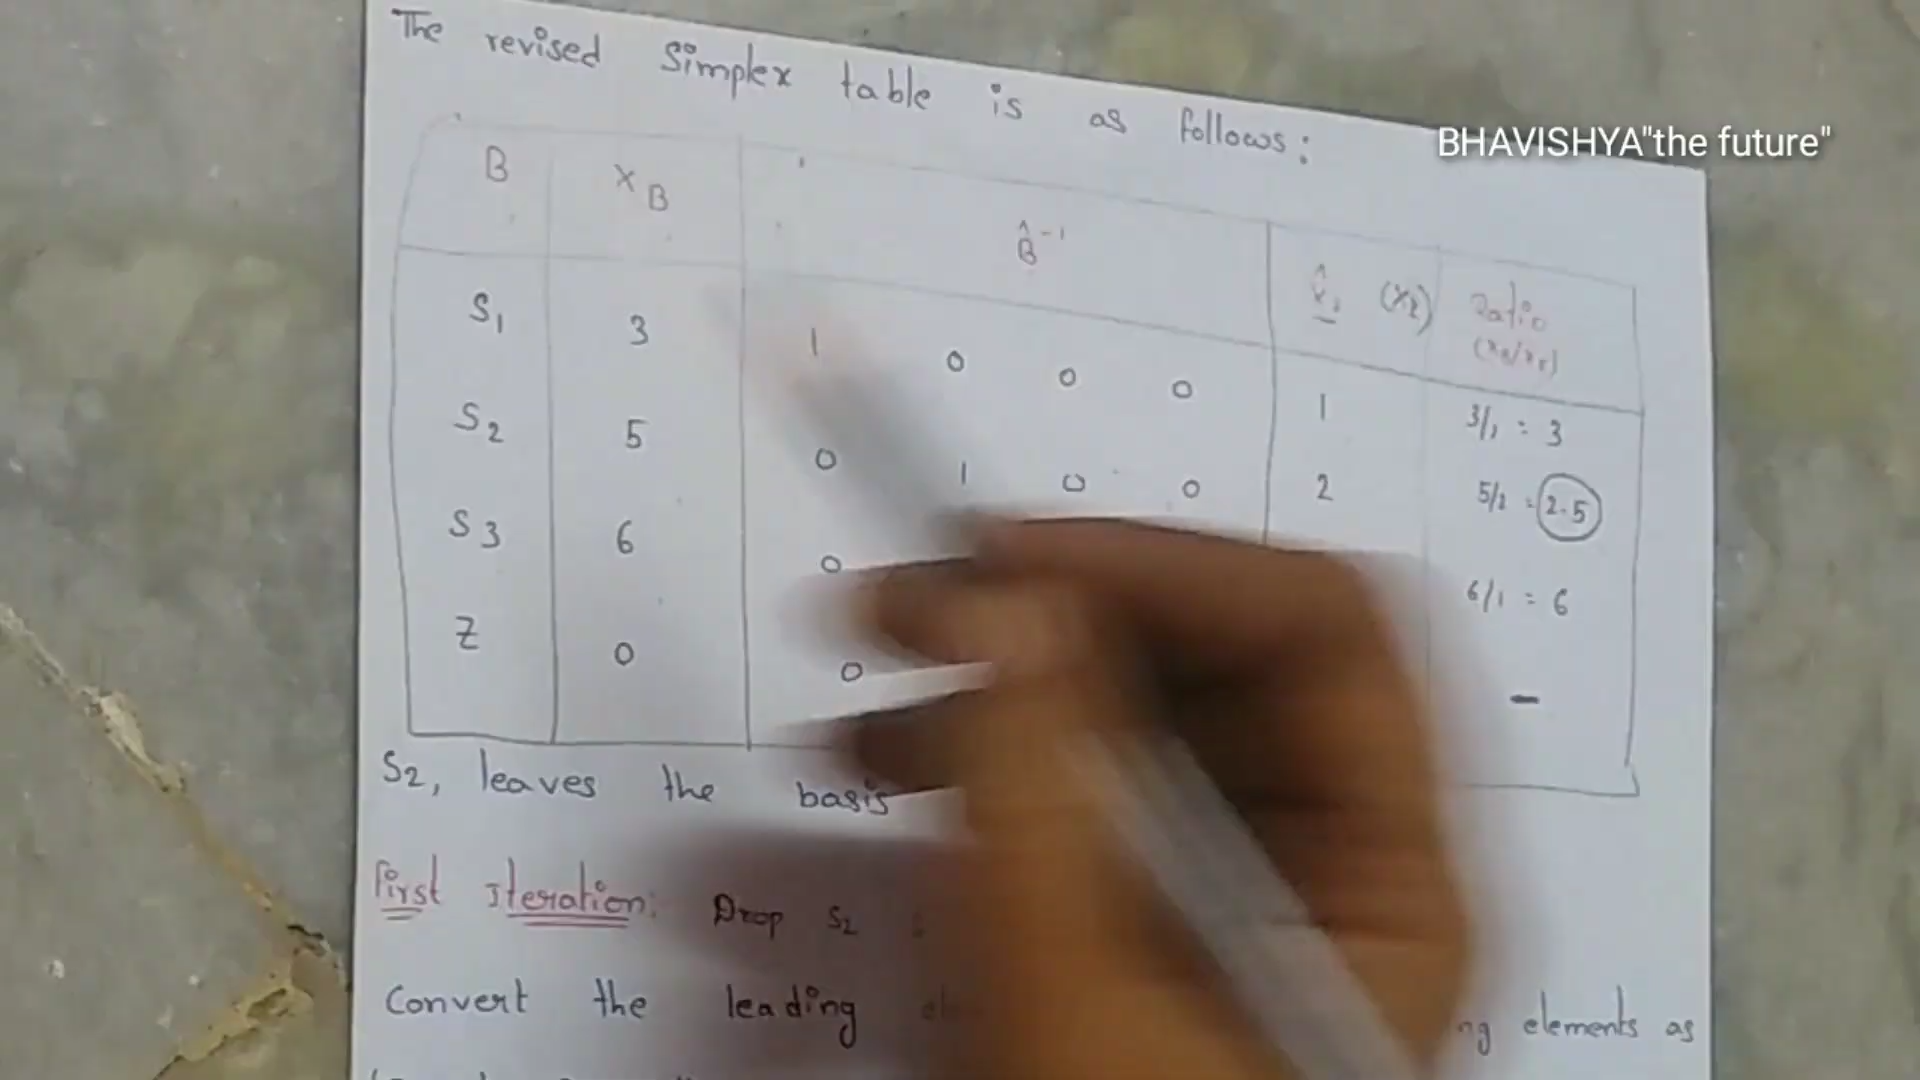 The revised Simplex table is as follows:
BHAVISHYA"the future"
B X B B̂⁻¹ (X₂) Ratio
S1 3 1 0 0 0 1 3/1 = 3
S2 5 0 1 0 0 2 5/2 = 2.5
S3 6 0 6/1 = 6
Z 0 0 –
S2, leaves the basis
First Iteration: Drop S2
Convert the leading elements as